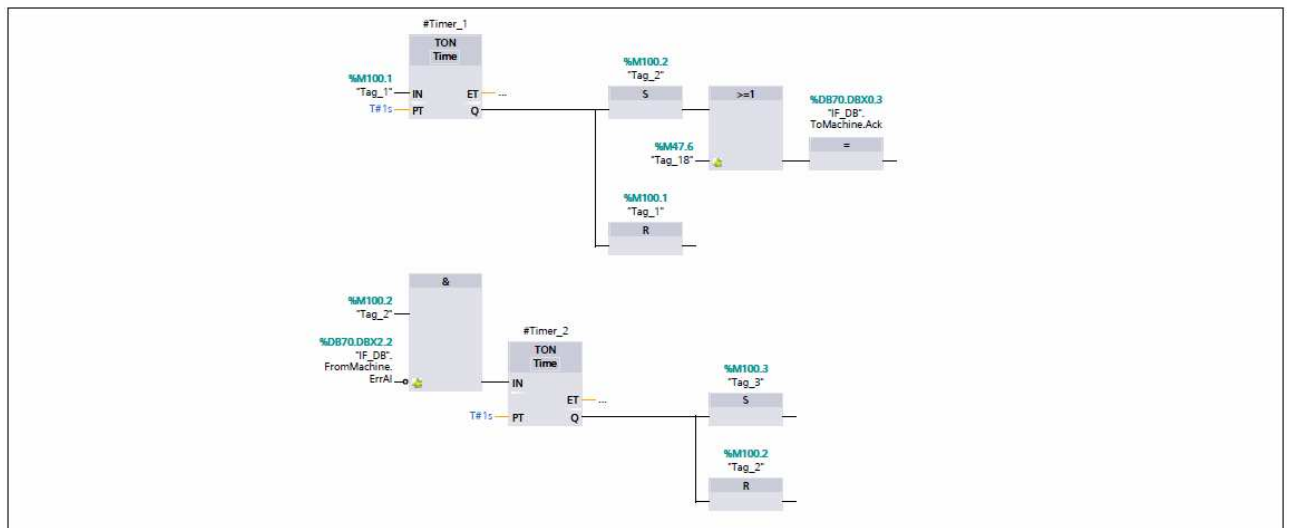 #Timer_1
TON
Time
%M100.1
"Tag_1"
IN
ET
...
T#1s
PT
Q
%M100.2
"Tag_2"
S
>=1
%M47.6
"Tag_18"
%DB70.DBX0.3
"IF_DB".
ToMachine.Ack
=
%M100.1
"Tag_1"
R
&
%M100.2
"Tag_2"
%DB70.DBX2.2
"IF_DB".
FromMachine.
ErrAl
#Timer_2
TON
Time
IN
ET
...
T#1s
PT
Q
%M100.3
"Tag_3"
S
%M100.2
"Tag_2"
R